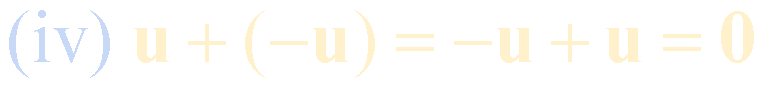 (iv) u + (−u) = −u + u = 0